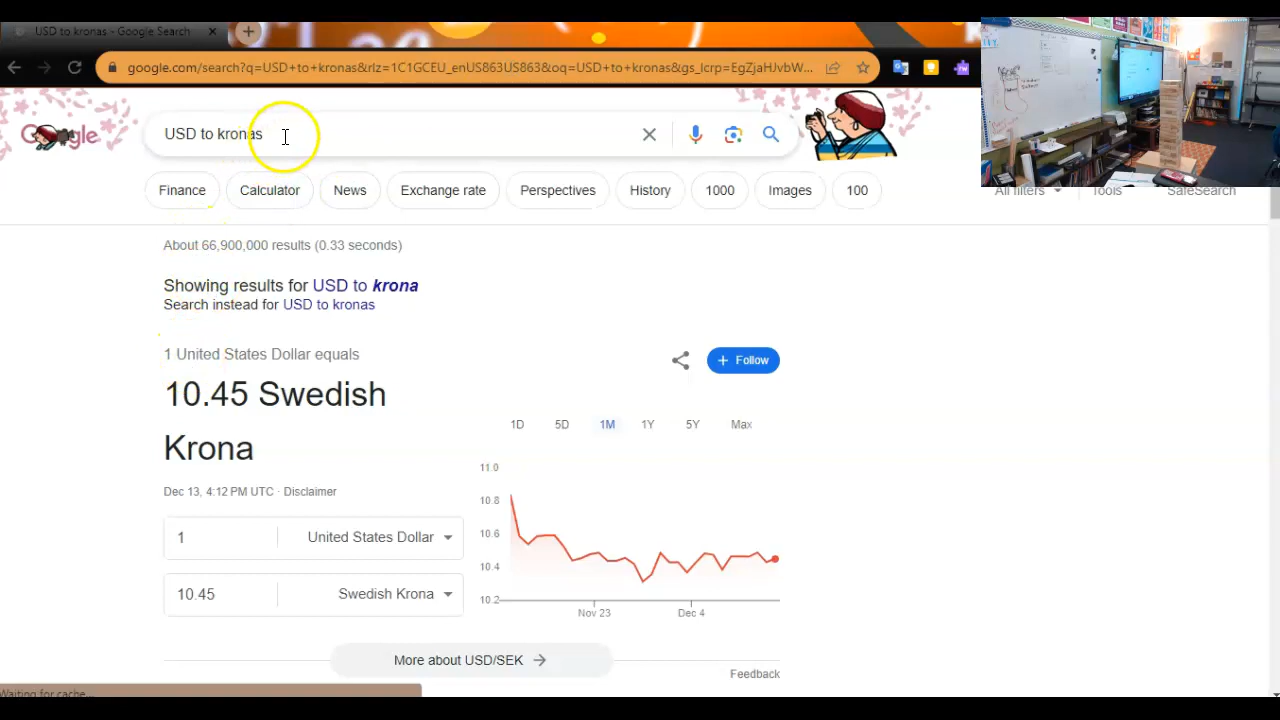 USD to kronas - Google Search
google.com/search?q=USD+to+kronas&rlz=1C1GCEU_enUS863US863&oq=USD+to+kronas&gs_lcrp=EgZjaHJvbW...
Google
USD to kronas
Finance Calculator News Exchange rate Perspectives History 1000 Images 100
All filters Tools SafeSearch
About 66,900,000 results (0.33 seconds)
Showing results for USD to krona
Search instead for USD to kronas
1 United States Dollar equals
Follow
10.45 Swedish
Krona
1D 5D 1M 1Y 5Y Max
Dec 13, 4:12 PM UTC · Disclaimer
1 United States Dollar
10.45 Swedish Krona
11.0
10.8
10.6
10.4
10.2
Nov 23 Dec 4
More about USD/SEK
Feedback
Waiting for cache...